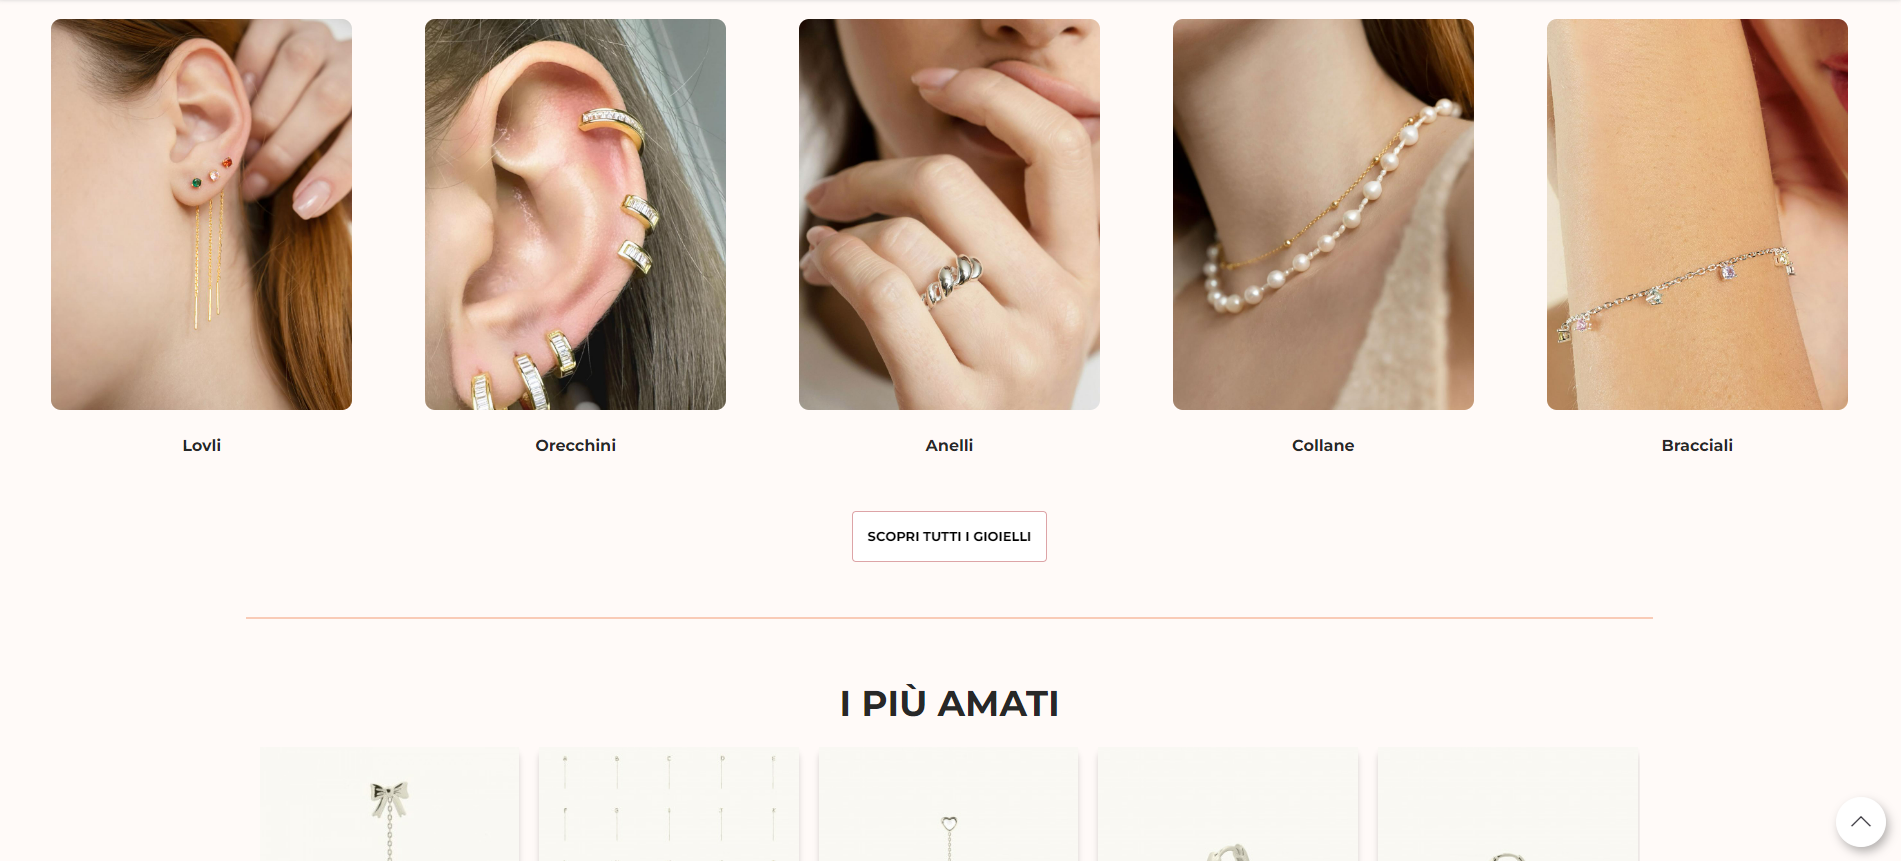 Lovli
Orecchini
Anelli
Collane
Bracciali
SCOPRI TUTTI I GIOIELLI
I PIÙ AMATI
A B C D E